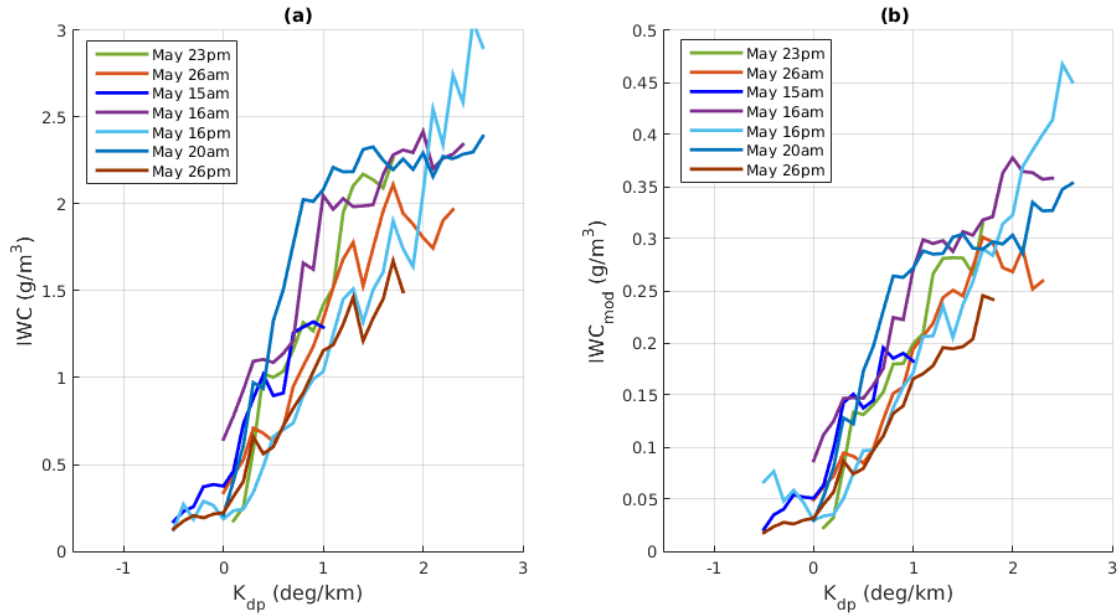 (a)
3
2.5
2
1.5
1
0.5
0
IWC (g/m³)
May 23pm
May 26am
May 15am
May 16am
May 16pm
May 20am
May 26pm
-1
0
1
2
3
K_dp (deg/km)
(b)
0.5
0.45
0.4
0.35
0.3
0.25
0.2
0.15
0.1
0.05
0
IWC_mod (g/m³)
May 23pm
May 26am
May 15am
May 16am
May 16pm
May 20am
May 26pm
-1
0
1
2
3
K_dp (deg/km)